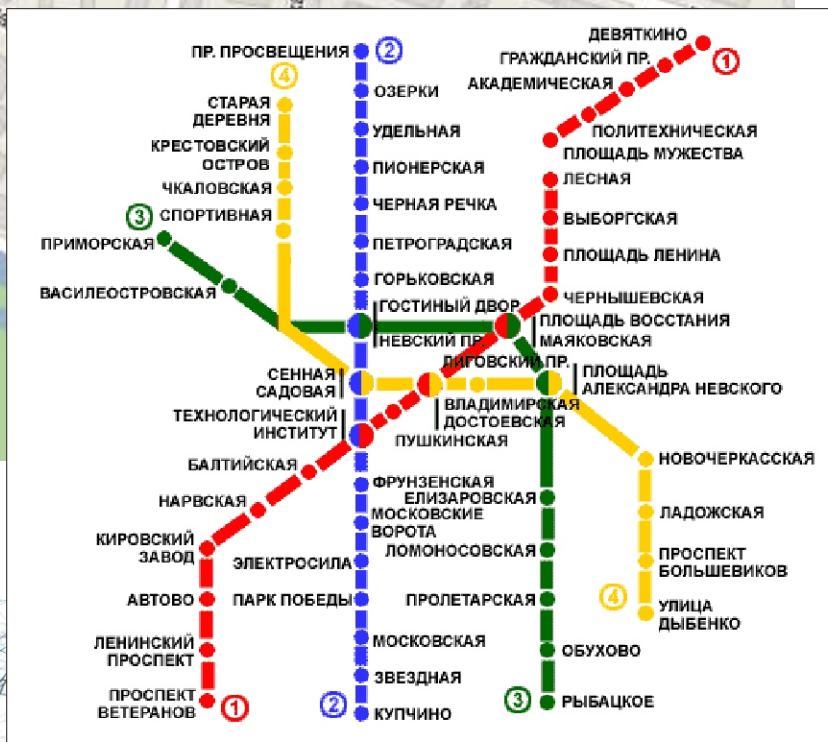 ДЕВЯТКИНО
ПР. ПРОСВЕЩЕНИЯ
2
ГРАЖДАНСКИЙ ПР.
1
4
АКАДЕМИЧЕСКАЯ
ОЗЕРКИ
СТАРАЯ
ДЕРЕВНЯ
УДЕЛЬНАЯ
ПОЛИТЕХНИЧЕСКАЯ
КРЕСТОВСКИЙ
ОСТРОВ
ПЛОЩАДЬ МУЖЕСТВА
ПИОНЕРСКАЯ
ЛЕСНАЯ
ЧКАЛОВСКАЯ
ЧЕРНАЯ РЕЧКА
3
СПОРТИВНАЯ
ВЫБОРГСКАЯ
ПРИМОРСКАЯ
ПЕТРОГРАДСКАЯ
ПЛОЩАДЬ ЛЕНИНА
ГОРЬКОВСКАЯ
ВАСИЛЕОСТРОВСКАЯ
ЧЕРНЫШЕВСКАЯ
ГОСТИНЫЙ ДВОР
НЕВСКИЙ ПР.
ПЛОЩАДЬ ВОССТАНИЯ
МАЯКОВСКАЯ
ЛИГОВСКИЙ ПР.
СЕННАЯ
САДОВАЯ
ПЛОЩАДЬ
АЛЕКСАНДРА НЕВСКОГО
ВЛАДИМИРСКАЯ
ДОСТОЕВСКАЯ
ТЕХНОЛОГИЧЕСКИЙ
ИНСТИТУТ
ПУШКИНСКАЯ
БАЛТИЙСКАЯ
НОВОЧЕРКАССКАЯ
ФРУНЗЕНСКАЯ
ЕЛИЗАРОВСКАЯ
НАРВСКАЯ
МОСКОВСКИЕ
ВОРОТА
ЛАДОЖСКАЯ
КИРОВСКИЙ
ЗАВОД
ЛОМОНОСОВСКАЯ
ЭЛЕКТРОСИЛА
ПРОСПЕКТ
БОЛЬШЕВИКОВ
АВТОВО
ПАРК ПОБЕДЫ
ПРОЛЕТАРСКАЯ
4
УЛИЦА
ДЫБЕНКО
ЛЕНИНСКИЙ
ПРОСПЕКТ
МОСКОВСКАЯ
ОБУХОВО
ЗВЕЗДНАЯ
ПРОСПЕКТ
ВЕТЕРАНОВ
1
2
КУПЧИНО
3
РЫБАЦКОЕ